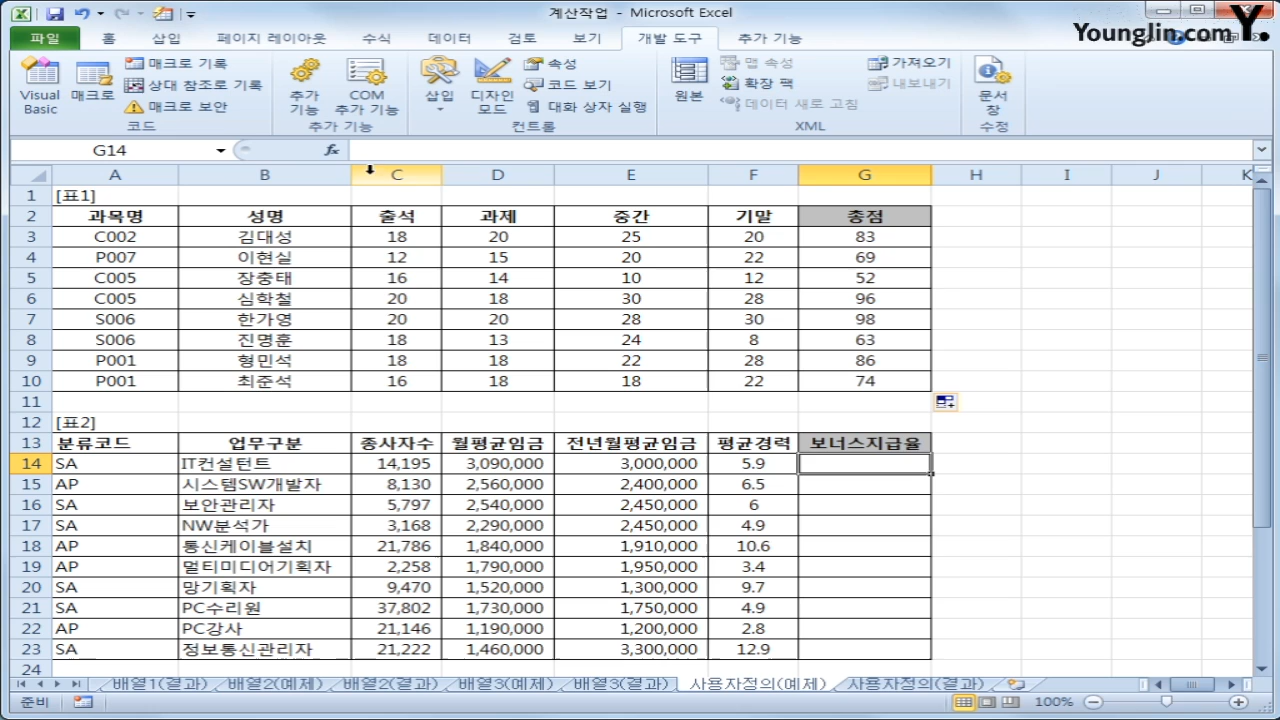 계산작업 - Microsoft Excel
Younglin.com Y.
파일 홈 삽입 페이지 레이아웃 수식 데이터 검토 보기 개발 도구 추가 기능
Visual Basic 매크로 매크로 기록 상대 참조로 기록 매크로 보안 추가 기능 COM 추가 기능 삽입 디자인 모드 속성 코드 보기 대화 상자 실행 원본 맵 속성 확장 팩 데이터 새로 고침 가져오기 내보내기 문서 창
코드 추가 기능 컨트롤 XML 수정
G14 fx
A B C D E F G H I J K
1 [표1]
2 과목명 성명 출석 과제 중간 기말 총점
3 C002 김대성 18 20 25 20 83
4 P007 이현실 12 15 20 22 69
5 C005 장충태 16 14 10 12 52
6 C005 심학철 20 18 30 28 96
7 S006 한가영 20 20 28 30 98
8 S006 진명훈 18 13 24 8 63
9 P001 형민석 18 18 22 28 86
10 P001 최준석 16 18 18 22 74
11
12 [표2]
13 분류코드 업무구분 종사자수 월평균임금 전년월평균임금 평균경력 보너스지급율
14 SA IT컨설턴트 14,195 3,090,000 3,000,000 5.9
15 AP 시스템SW개발자 8,130 2,560,000 2,400,000 6.5
16 SA 보안관리자 5,797 2,540,000 2,450,000 6
17 SA NW분석가 3,168 2,290,000 2,450,000 4.9
18 AP 통신케이블설치 21,786 1,840,000 1,910,000 10.6
19 AP 멀티미디어기획자 2,258 1,790,000 1,950,000 3.4
20 SA 망기획자 9,470 1,520,000 1,300,000 9.7
21 SA PC수리원 37,802 1,730,000 1,750,000 4.9
22 AP PC강사 21,146 1,190,000 1,200,000 2.8
23 SA 정보통신관리자 21,222 1,460,000 3,300,000 12.9
24
배열1(결과) 배열2(예제) 배열2(결과) 배열3(예제) 배열3(결과) 사용자정의(예제) 사용자정의(결과)
준비 100%